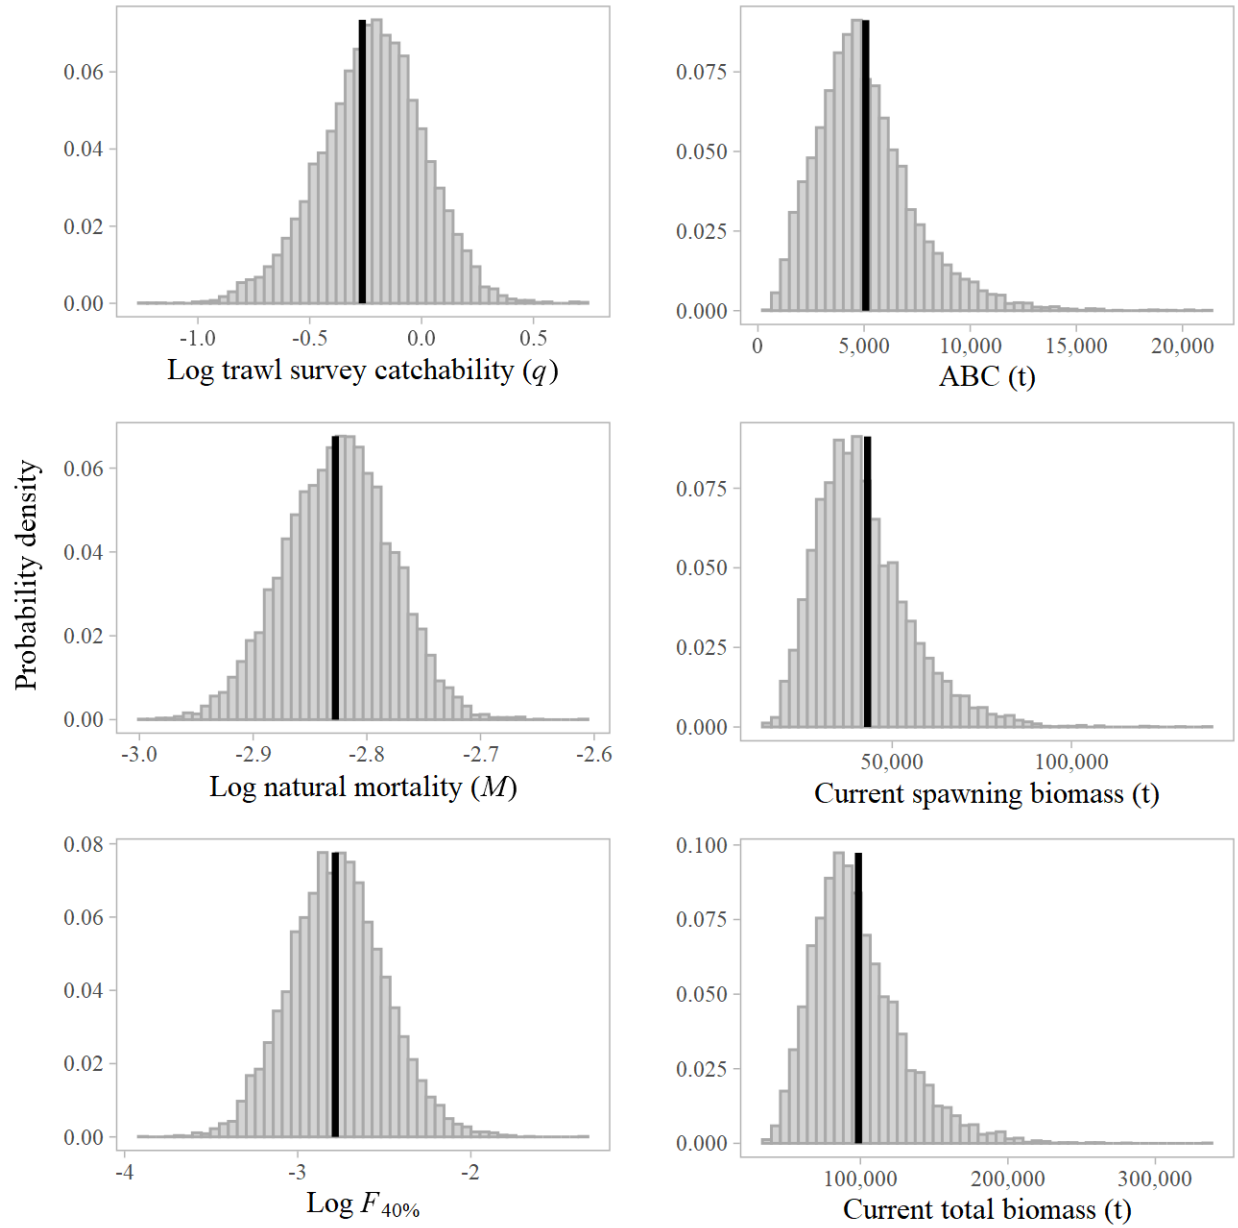 Probability density
0.06
0.04
0.02
0.00
-1.0 -0.5 0.0 0.5
Log trawl survey catchability (q)
0.075
0.050
0.025
0.000
0 5,000 10,000 15,000 20,000
ABC (t)
0.06
0.04
0.02
0.00
-3.0 -2.9 -2.8 -2.7 -2.6
Log natural mortality (M)
0.075
0.050
0.025
0.000
50,000 100,000
Current spawning biomass (t)
0.08
0.06
0.04
0.02
0.00
-4 -3 -2
Log F40%
0.100
0.075
0.050
0.025
0.000
100,000 200,000 300,000
Current total biomass (t)